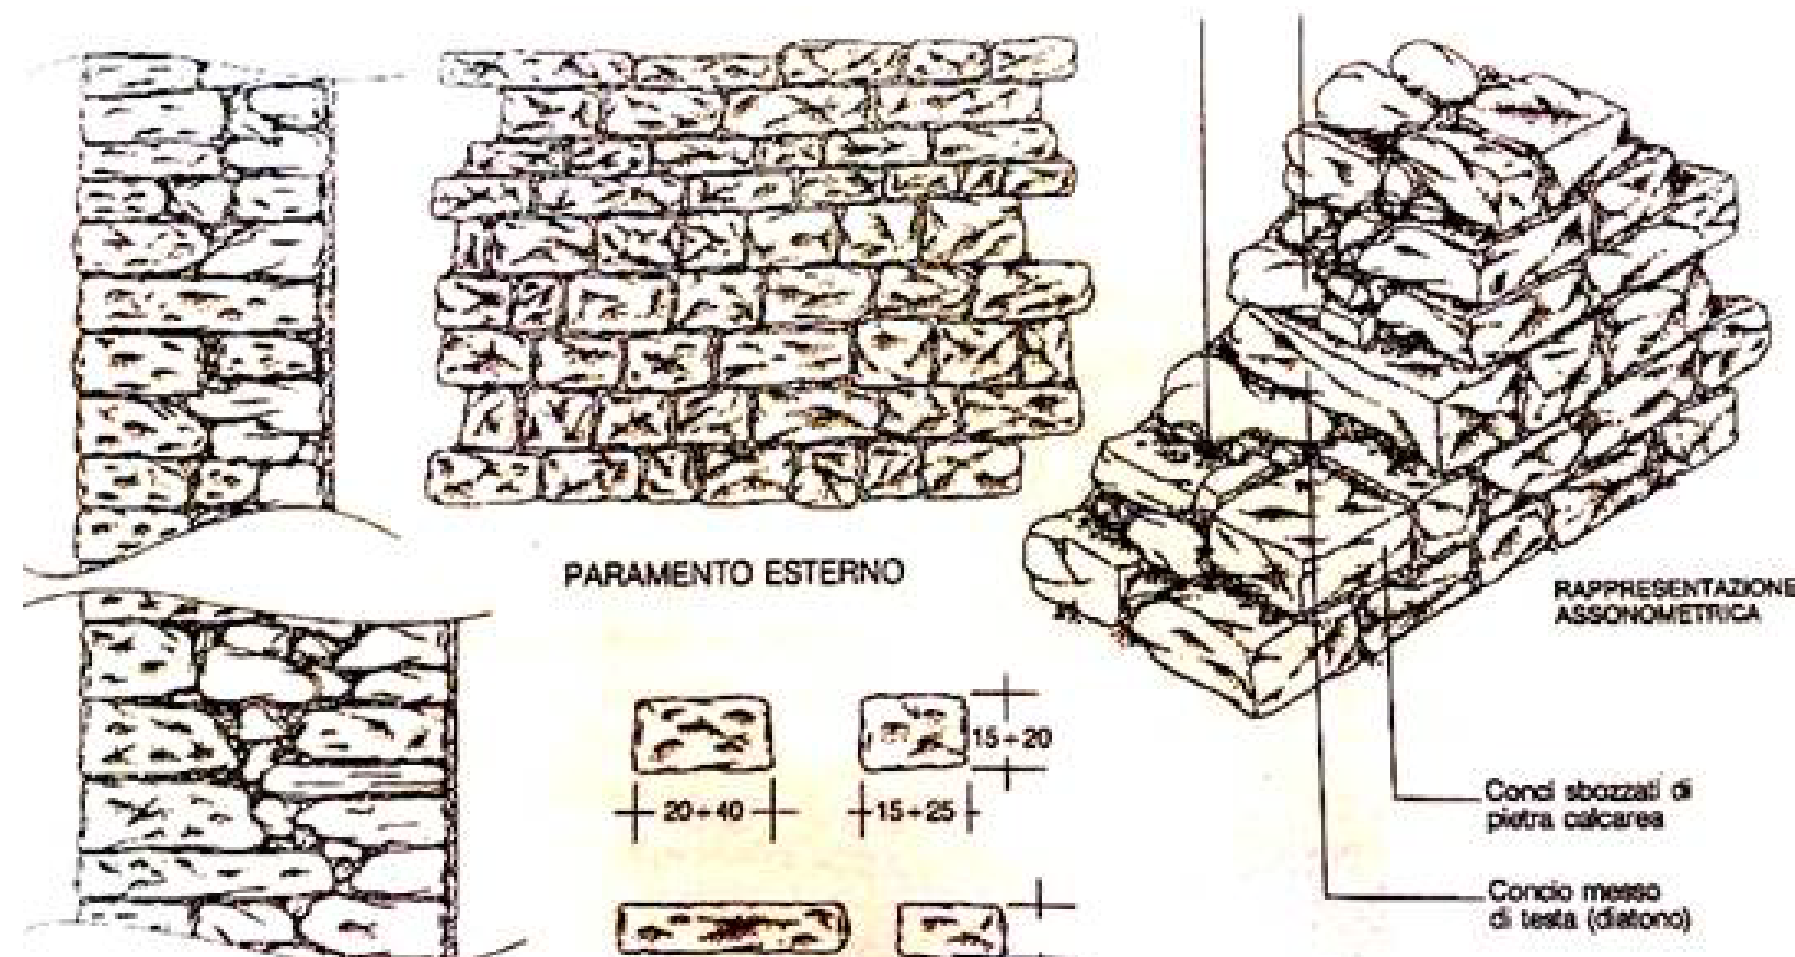 PARAMENTO ESTERNO
RAPPRESENTAZIONE
ASSONOMETRICA
15÷20
20÷40
15÷25
Conci sbozzati di
pietra calcarea
Concio messo
di testa (diatono)